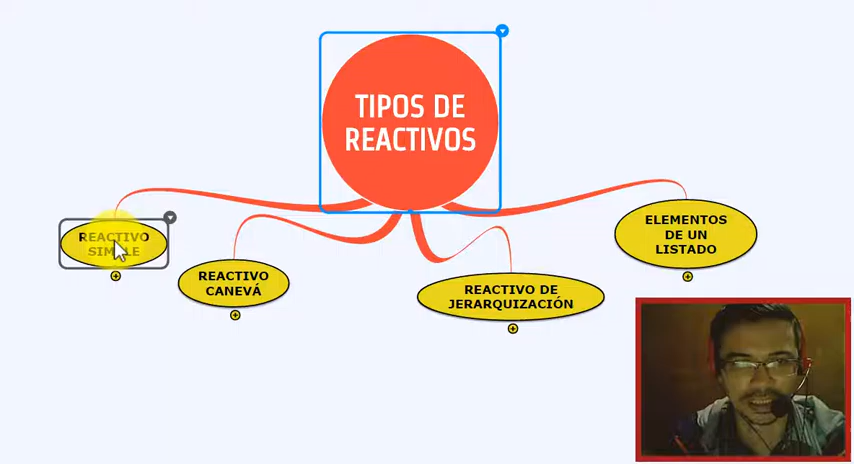 TIPOS DE
REACTIVOS
REACTIVO
SIMPLE
REACTIVO
CANEVÁ
REACTIVO DE
JERARQUIZACIÓN
ELEMENTOS
DE UN
LISTADO